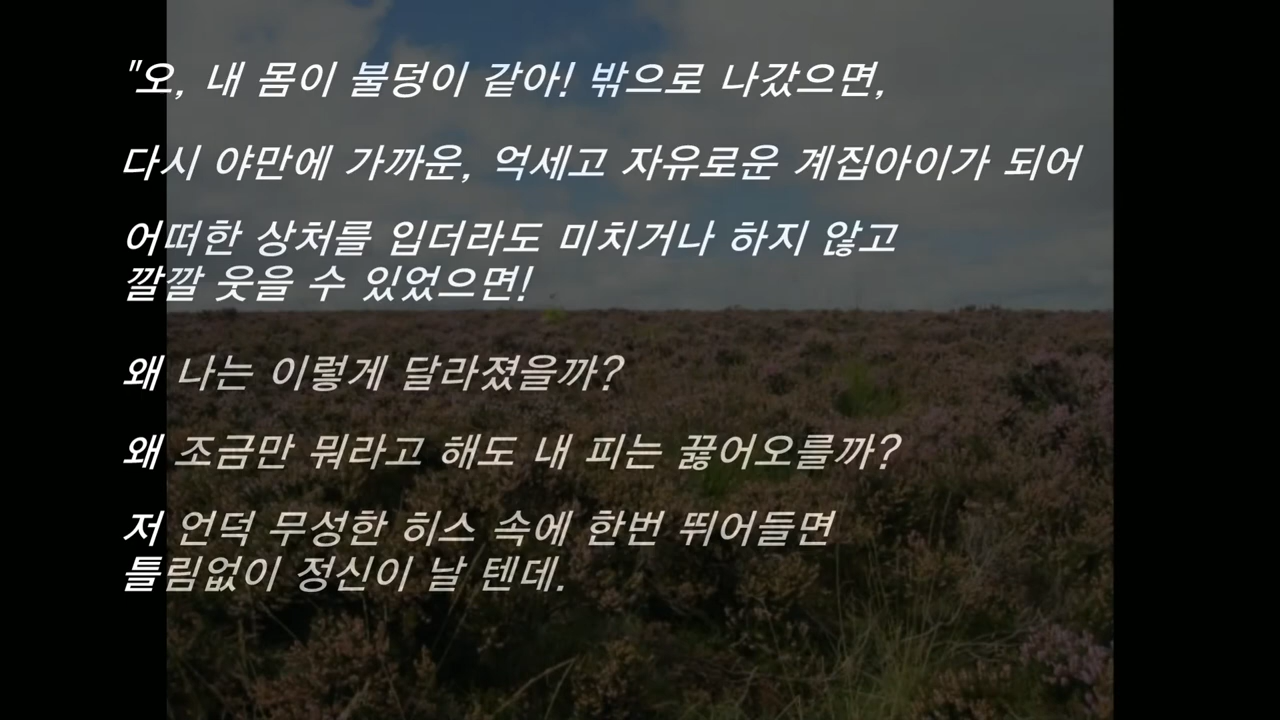 "오, 내 몸이 불덩이 같아! 밖으로 나갔으면,
다시 야만에 가까운, 억세고 자유로운 계집아이가 되어
어떠한 상처를 입더라도 미치거나 하지 않고
깔깔 웃을 수 있었으면!
왜 나는 이렇게 달라졌을까?
왜 조금만 뭐라고 해도 내 피는 끓어오를까?
저 언덕 무성한 히스 속에 한번 뛰어들면
틀림없이 정신이 날 텐데.